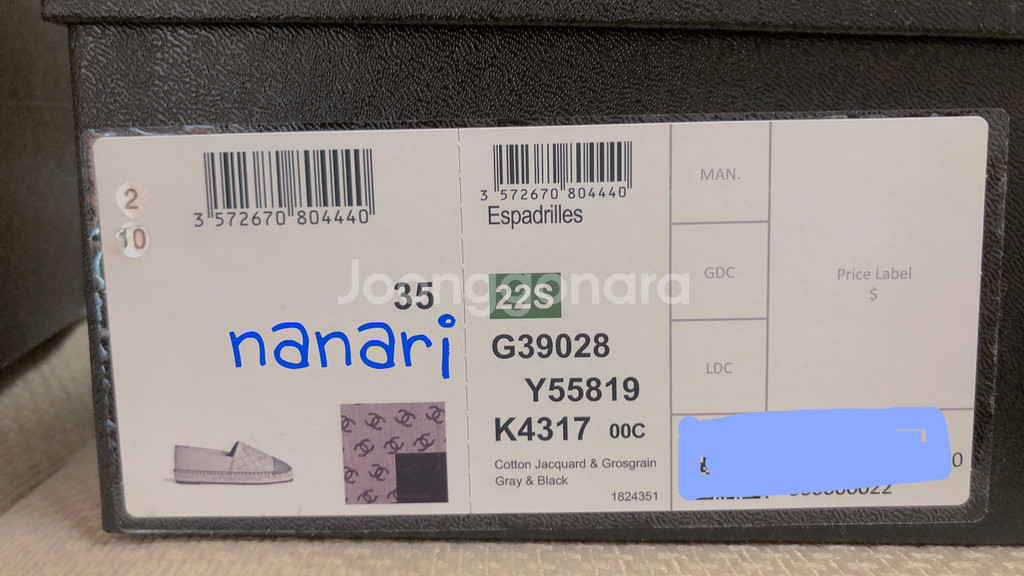 2
10
3 572670 804440
35
nanari
3 572670 804440
Espadrilles
22S
G39028
Y55819
K4317 00C
Cotton Jacquard & Grosgrain
Gray & Black
1824351
MAN.
GDC
LDC
Price Label
$
Joonggonara